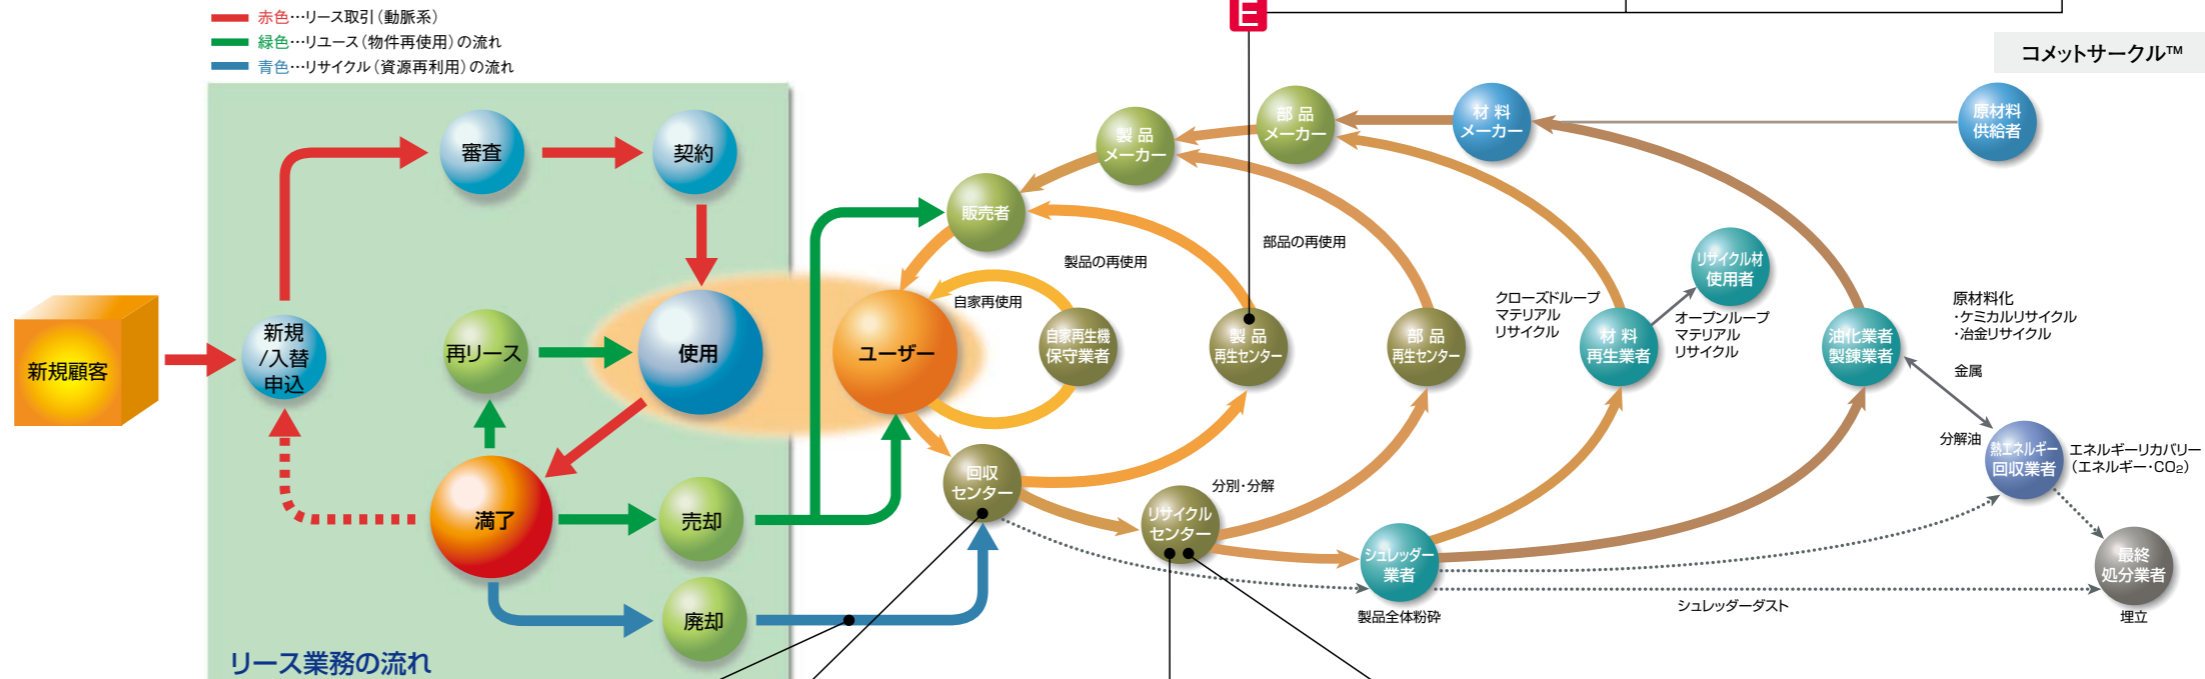 赤色…リース取引（動脈系）
緑色…リユース（物件再使用）の流れ
青色…リサイクル（資源再利用）の流れ
E
コメットサークル™
新規顧客
新規
/入替
申込
審査
契約
再リース
使用
満了
売却
廃却
リース業務の流れ
ユーザー
販売者
製 品
メーカー
部 品
メーカー
材 料
メーカー
原材料
供給者
自家再使用
製品の再使用
部品の再使用
自家再生機
保守業者
製 品
再生センター
部 品
再生センター
クローズドループ
マテリアル
リサイクル
材 料
再生業者
リサイクル材
使用者
オープンループ
マテリアル
リサイクル
油化業者
製錬業者
原材料化
・ケミカルリサイクル
・冶金リサイクル
金属
分解油
熱エネルギー
回収業者
エネルギーリカバリー
（エネルギー・CO₂）
回収
センター
分別・分解
リサイクル
センター
シュレッダー
業者
製品全体粉砕
シュレッダーダスト
最終
処分業者
埋立